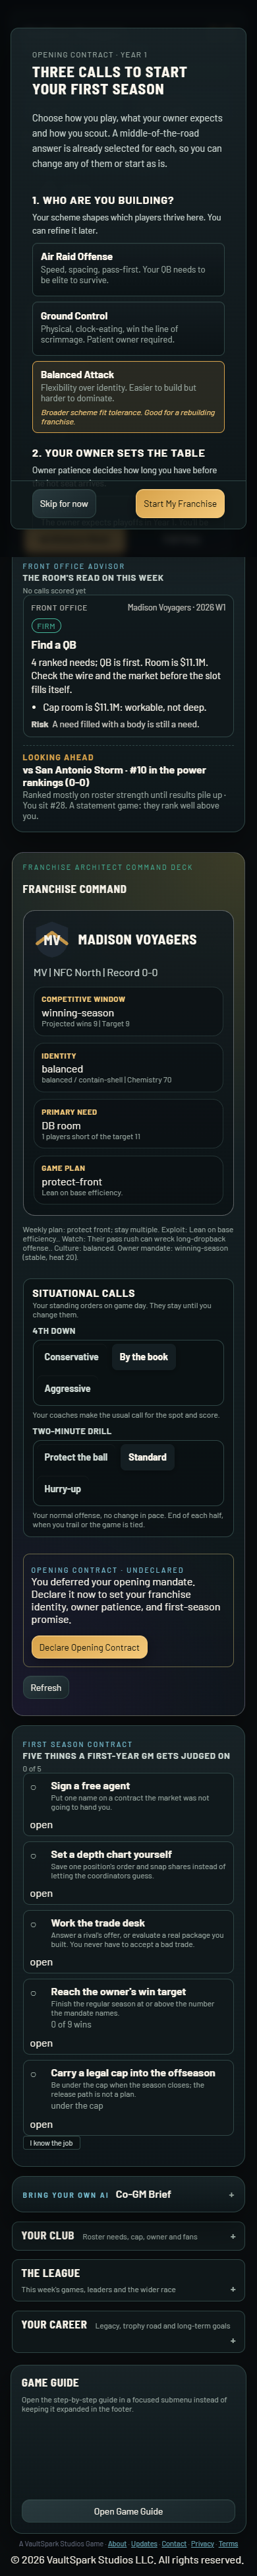 OPENING CONTRACT · YEAR 1
THREE CALLS TO START
YOUR FIRST SEASON
Choose how you play, what your owner expects
and how you scout. A middle-of-the-road
answer is already selected for each, so you can
change any of them or start as is.
1. WHO ARE YOU BUILDING?
Your scheme shapes which players thrive here. You
can refine it later.
Air Raid Offense
Speed, spacing, pass-first. Your QB needs to
be elite to survive.
Ground Control
Physical, clock-eating, win the line of
scrimmage. Patient owner required.
Balanced Attack
Flexibility over identity. Easier to build but
harder to dominate.
Broader scheme fit tolerance. Good for a rebuilding
franchise.
2. YOUR OWNER SETS THE TABLE
Owner patience decides how long you have before
Skip for now
Start My Franchise
FRONT OFFICE ADVISOR
THE ROOM'S READ ON THIS WEEK
No calls scored yet
FRONT OFFICE
Madison Voyagers · 2026 W1
FIRM
Find a QB
4 ranked needs; QB is first. Room is $11.1M.
Check the wire and the market before the slot
fills itself.
• Cap room is $11.1M: workable, not deep.
Risk A need filled with a body is still a need.
LOOKING AHEAD
vs San Antonio Storm · #10 in the power
rankings (0-0)
Ranked mostly on roster strength until results pile up ·
You sit #28. A statement game: they rank well above
you.
FRANCHISE ARCHITECT COMMAND DECK
FRANCHISE COMMAND
MV
MADISON VOYAGERS
MV | NFC North | Record 0-0
COMPETITIVE WINDOW
winning-season
Projected wins 9 | Target 9
IDENTITY
balanced
balanced / contain-shell | Chemistry 70
PRIMARY NEED
DB room
1 players short of the target 11
GAME PLAN
protect-front
Lean on base efficiency.
Weekly plan: protect front; stay multiple. Exploit: Lean on base
efficiency.. Watch: Their pass rush can wreck long-dropback
offense.. Culture: balanced. Owner mandate: winning-season
(stable, heat 20).
SITUATIONAL CALLS
Your standing orders on game day. They stay until you
change them.
4TH DOWN
Conservative
By the book
Aggressive
Your coaches make the usual call for the spot and score.
TWO-MINUTE DRILL
Protect the ball
Standard
Hurry-up
Your normal offense, no change in pace. End of each half,
when you trail or the game is tied.
OPENING CONTRACT · UNDECLARED
You deferred your opening mandate.
Declare it now to set your franchise
identity, owner patience, and first-season
promise.
Declare Opening Contract
Refresh
FIRST SEASON CONTRACT
FIVE THINGS A FIRST-YEAR GM GETS JUDGED ON
0 of 5
Sign a free agent
Put one name on a contract the market was not
going to hand you.
open
Set a depth chart yourself
Save one position's order and snap shares instead of
letting the coordinators guess.
open
Work the trade desk
Answer a rival's offer, or evaluate a real package you
built. You never have to accept a bad trade.
open
Reach the owner's win target
Finish the regular season at or above the number
the mandate names.
0 of 9 wins
open
Carry a legal cap into the offseason
Be under the cap when the season closes; the
release path is not a plan.
under the cap
open
I know the job
BRING YOUR OWN AI Co-GM Brief +
YOUR CLUB Roster needs, cap, owner and fans +
THE LEAGUE
This week's games, leaders and the wider race +
YOUR CAREER Legacy, trophy road and long-term goals
+
GAME GUIDE
Open the step-by-step guide in a focused submenu instead of
keeping it expanded in the footer.
Open Game Guide
A VaultSpark Studios Game · About · Updates · Contact · Privacy · Terms
© 2026 VaultSpark Studios LLC. All rights reserved.